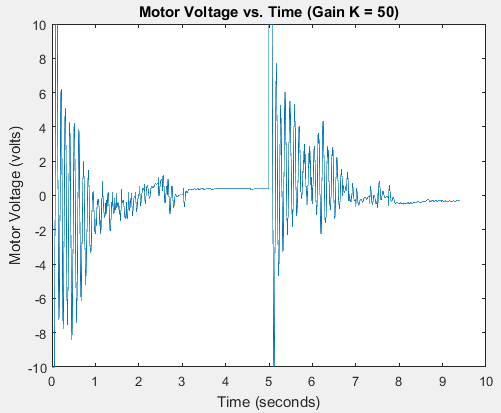 Motor Voltage vs. Time (Gain K = 50)
Motor Voltage (volts)
10
8
6
4
2
0
-2
-4
-6
-8
-10
0 1 2 3 4 5 6 7 8 9 10
Time (seconds)